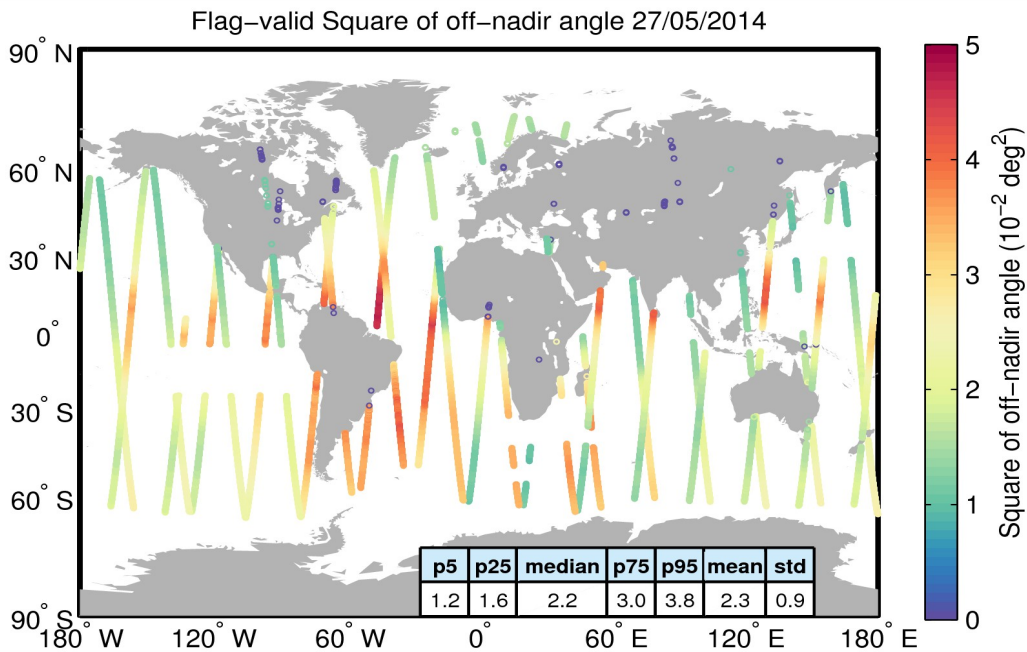 Flag-valid Square of off-nadir angle 27/05/2014
90° N
60° N
30° N
0°
30° S
60° S
90° S
180° W
120° W
60° W
0°
60° E
120° E
180° E
p5 p25 median p75 p95 mean std
1.2 1.6 2.2 3.0 3.8 2.3 0.9
5
4
3
2
1
0
Square of off-nadir angle (10⁻² deg²)